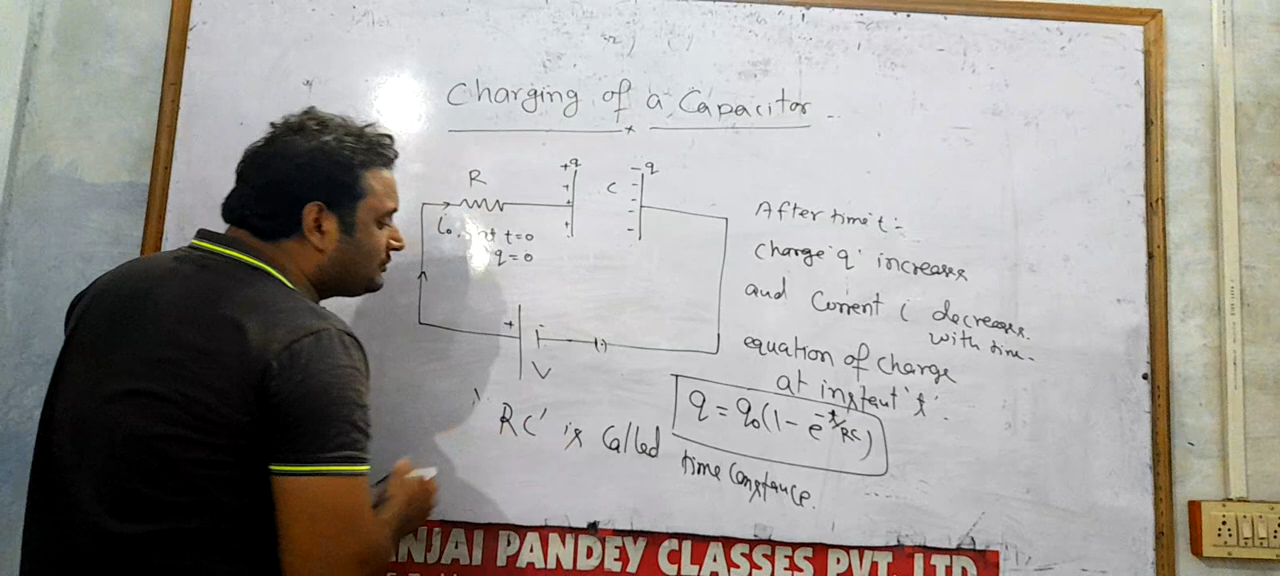 Charging of a Capacitor
R
+q
C
-q
t=0
q=0
+
-
V
After time 't'
Charge 'q' increases
and Current i decreases
with time.
equation of charge
at instant 't'.
q = q₀(1 - e^-t/RC)
'RC' is Called
time constance.
NJAI PANDEY CLASSES PVT. LTD